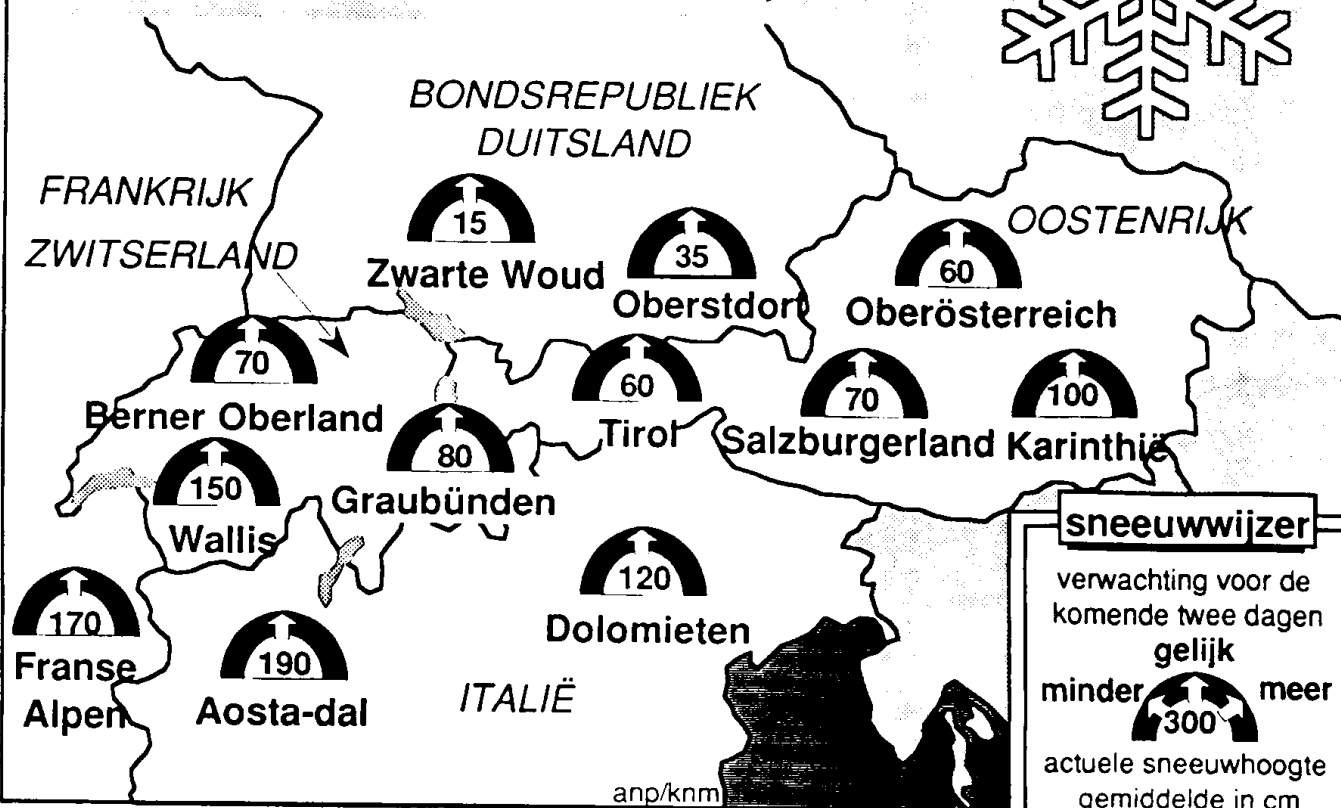 BONDSREPUBLIEK
DUITSLAND
FRANKRIJK
ZWITSERLAND
OOSTENRIJK
15
Zwarte Woud
35
Oberstdorf
60
Oberösterreich
70
Berner Oberland
60
Tirol
70
Salzburgerland
100
Karinthië
80
Graubünden
150
Wallis
120
Dolomieten
170
Franse
Alpen
190
Aosta-dal
ITALIË
anp/knm
sneeuwwijzer
verwachting voor de
komende twee dagen
gelijk
minder meer
300
actuele sneeuwhoogte
gemiddelde in cm